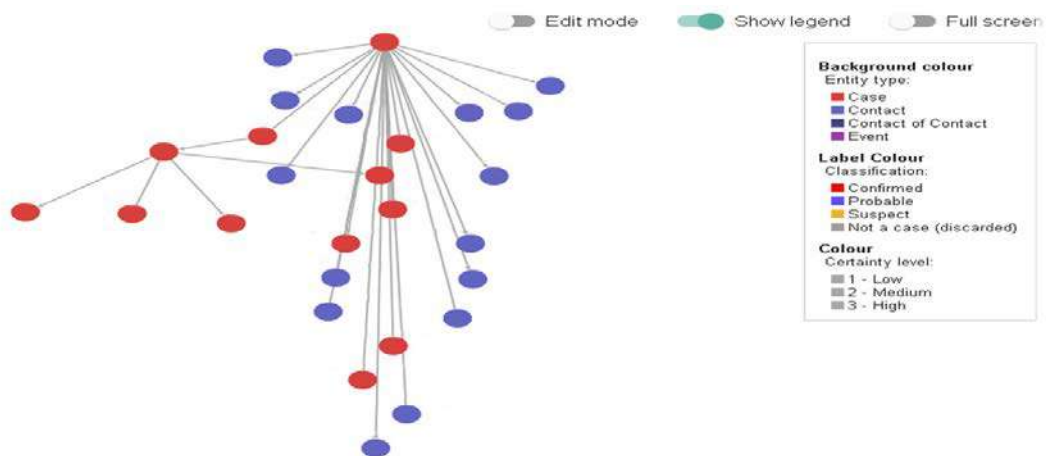 Edit mode Show legend Full screen
Background colour
Entity type:
Case
Contact
Contact of Contact
Event
Label Colour
Classification:
Confirmed
Probable
Suspect
Not a case (discarded)
Colour
Certainty level:
1 - Low
2 - Medium
3 - High